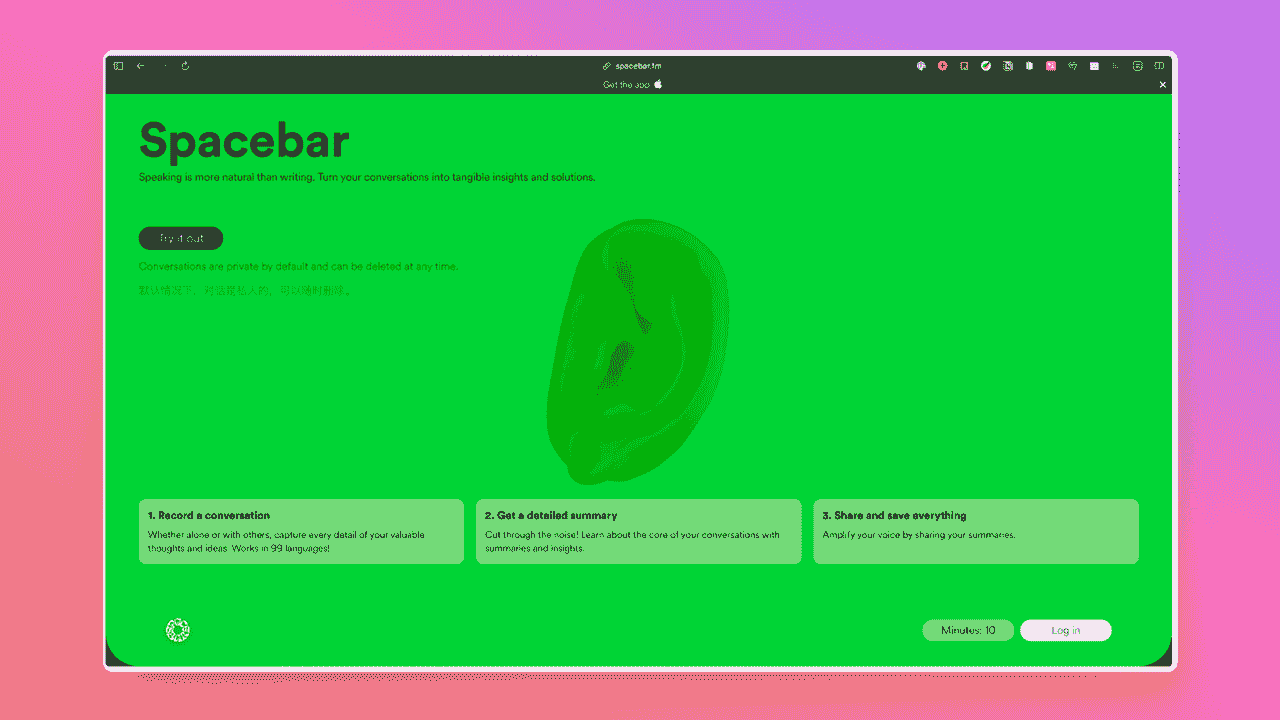 spacebar.fm
Get the app
Spacebar
Speaking is more natural than writing. Turn your conversations into tangible insights and solutions.
Try it out
Conversations are private by default and can be deleted at any time.
默认情况下，对话是私人的，可以随时删除。
1. Record a conversation
Whether alone or with others, capture every detail of your valuable
thoughts and ideas. Works in 99 languages!
2. Get a detailed summary
Cut through the noise! Learn about the core of your conversations with
summaries and insights.
3. Share and save everything
Amplify your voice by sharing your summaries.
Minutes: 10
Log in